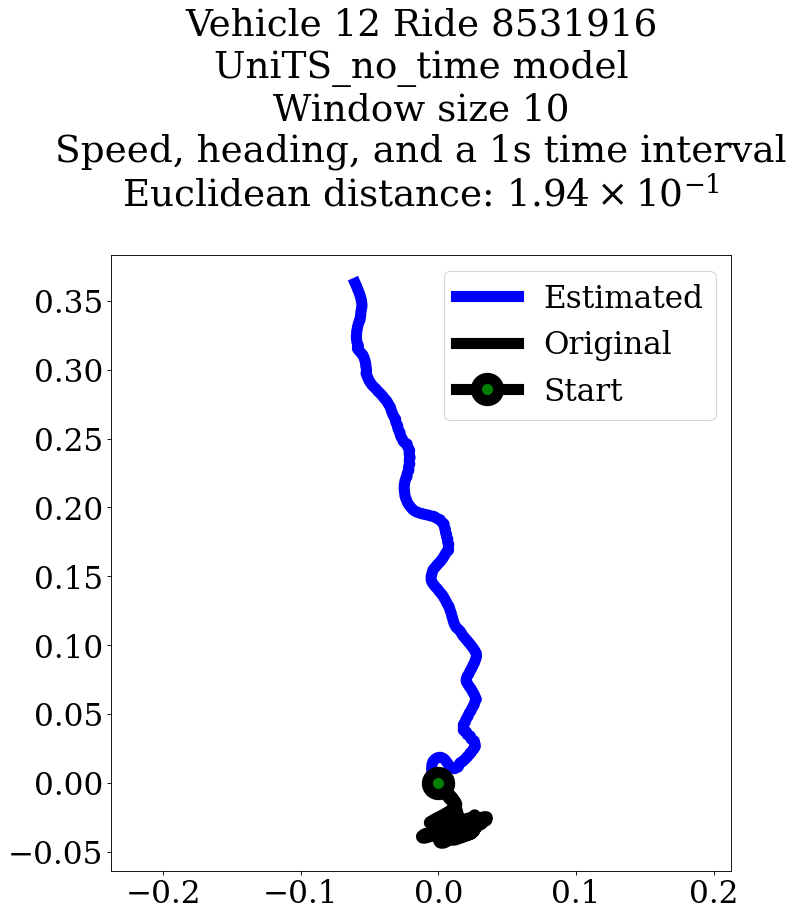 Vehicle 12 Ride 8531916
UniTS_no_time model
Window size 10
Speed, heading, and a 1s time interval
Euclidean distance: 1.94 × 10⁻¹
Estimated
Original
Start
0.35
0.30
0.25
0.20
0.15
0.10
0.05
0.00
−0.05
−0.2
−0.1
0.0
0.1
0.2